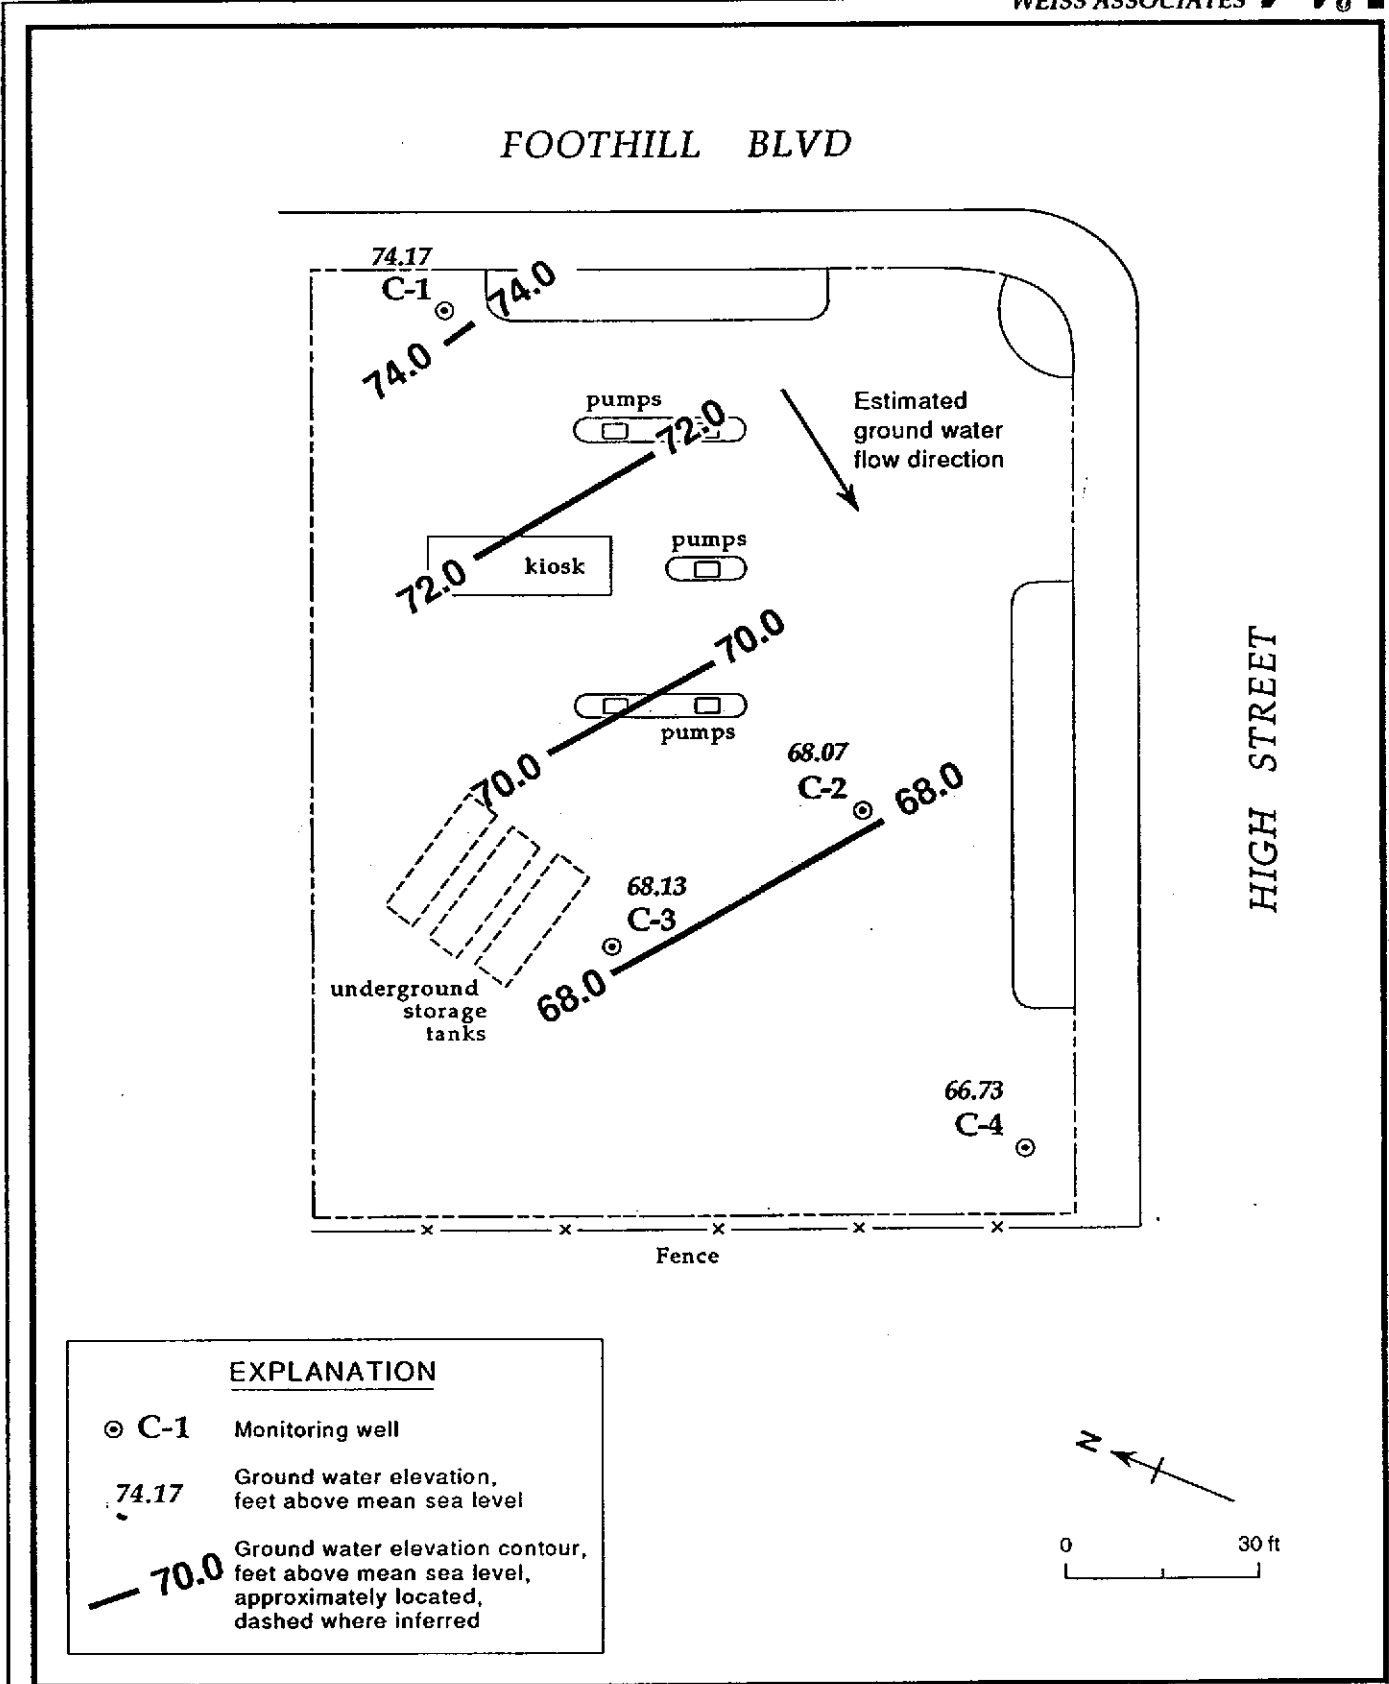 WEISS ASSOCIATES
FOOTHILL BLVD
74.17
C-1
74.0
74.0
pumps
72.0
Estimated
ground water
flow direction
pumps
kiosk
72.0
70.0
HIGH STREET
pumps
70.0
68.07
C-2
68.0
68.13
C-3
68.0
underground
storage
tanks
66.73
C-4
Fence
EXPLANATION
C-1 Monitoring well
74.17 Ground water elevation,
feet above mean sea level
70.0 Ground water elevation contour,
feet above mean sea level,
approximately located,
dashed where inferred
N
0 30 ft